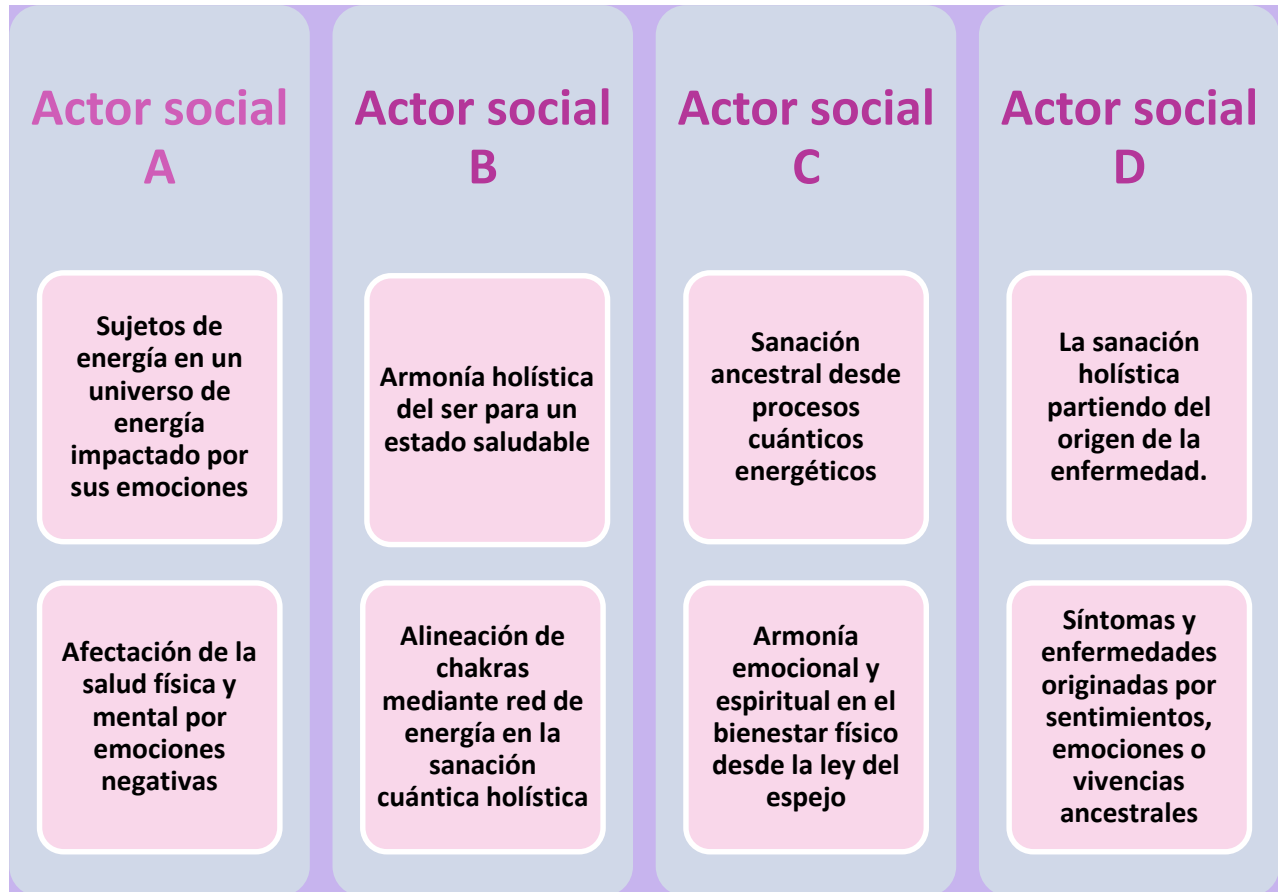 Actor social
A
Sujetos de
energía en un
universo de
energía
impactado por
sus emociones
Afectación de la
salud física y
mental por
emociones
negativas
Actor social
B
Armonía holística
del ser para un
estado saludable
Alineación de
chakras
mediante red de
energía en la
sanación
cuántica holística
Actor social
C
Sanación
ancestral desde
procesos
cuánticos
energéticos
Armonía
emocional y
espiritual en el
bienestar físico
desde la ley del
espejo
Actor social
D
La sanación
holística
partiendo del
origen de la
enfermedad.
Síntomas y
enfermedades
originadas por
sentimientos,
emociones o
vivencias
ancestrales